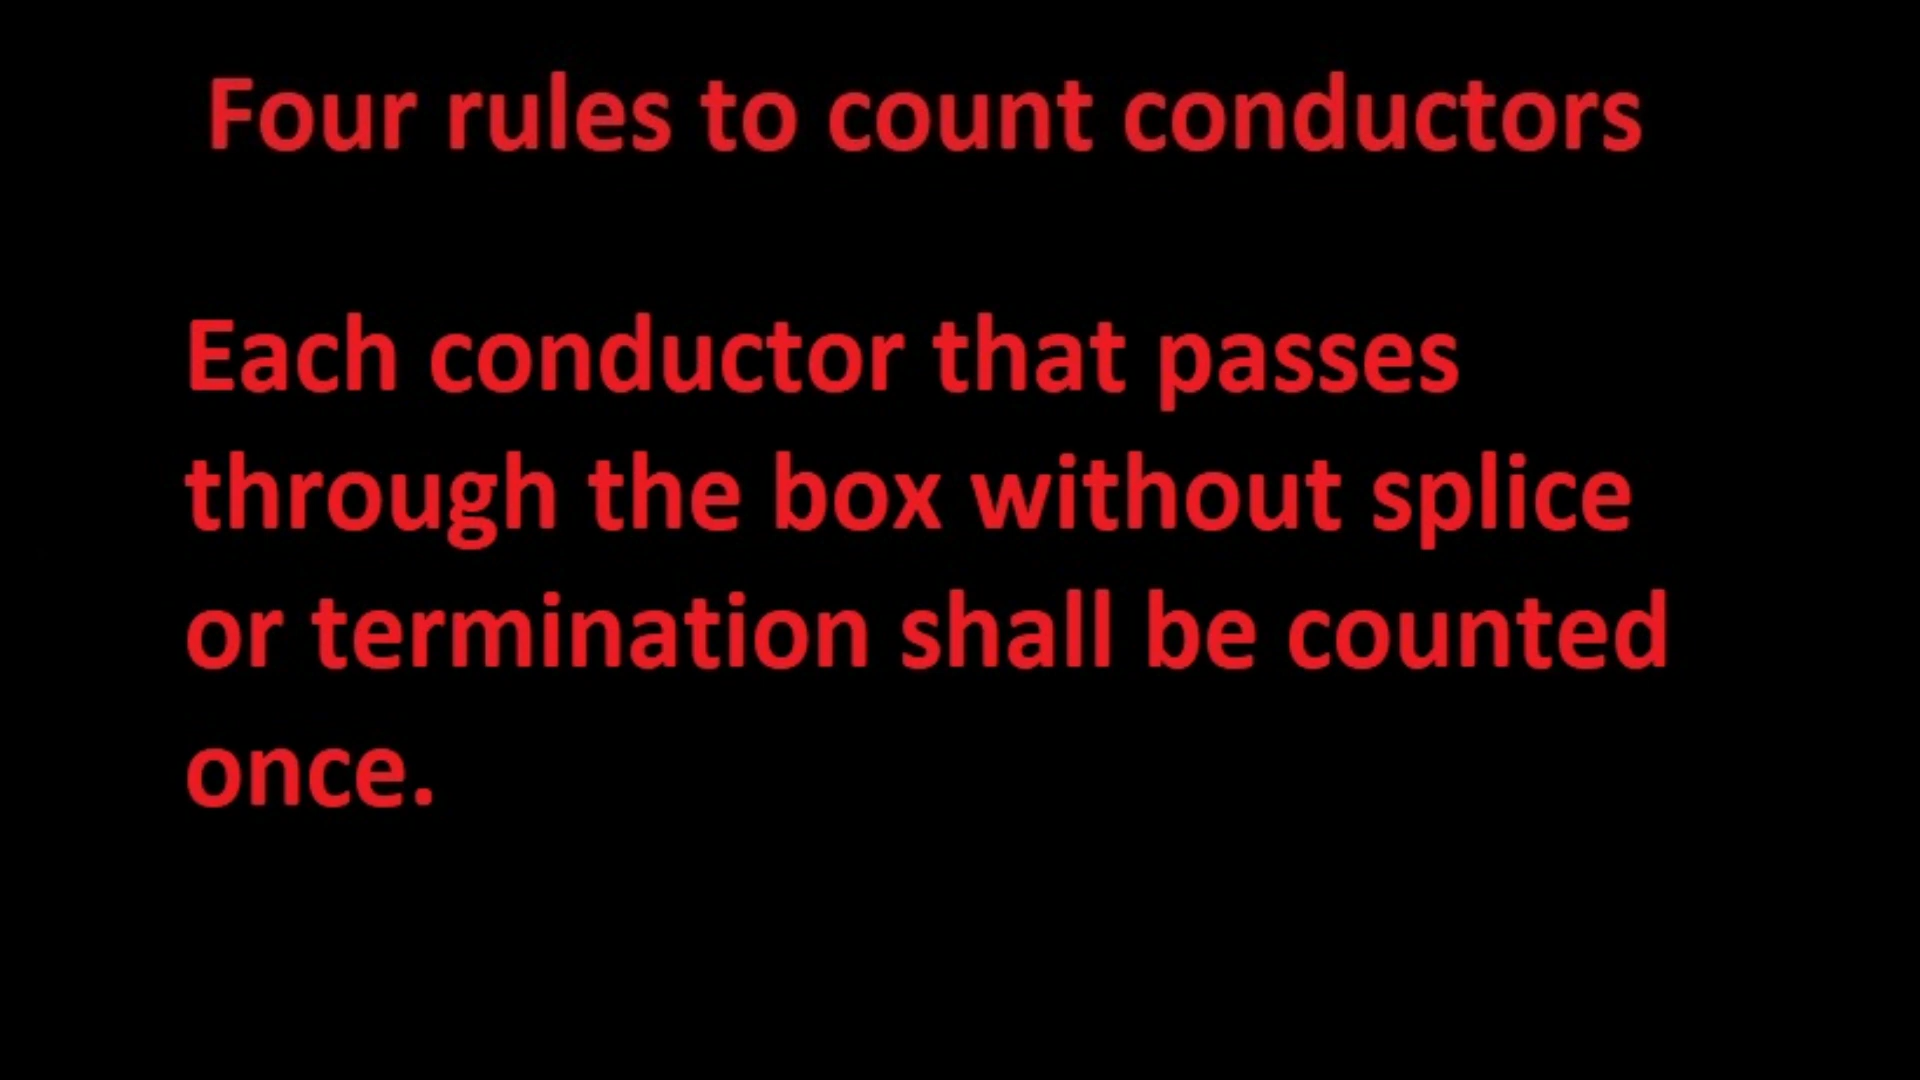 Four rules to count conductors
Each conductor that passes
through the box without splice
or termination shall be counted
once.